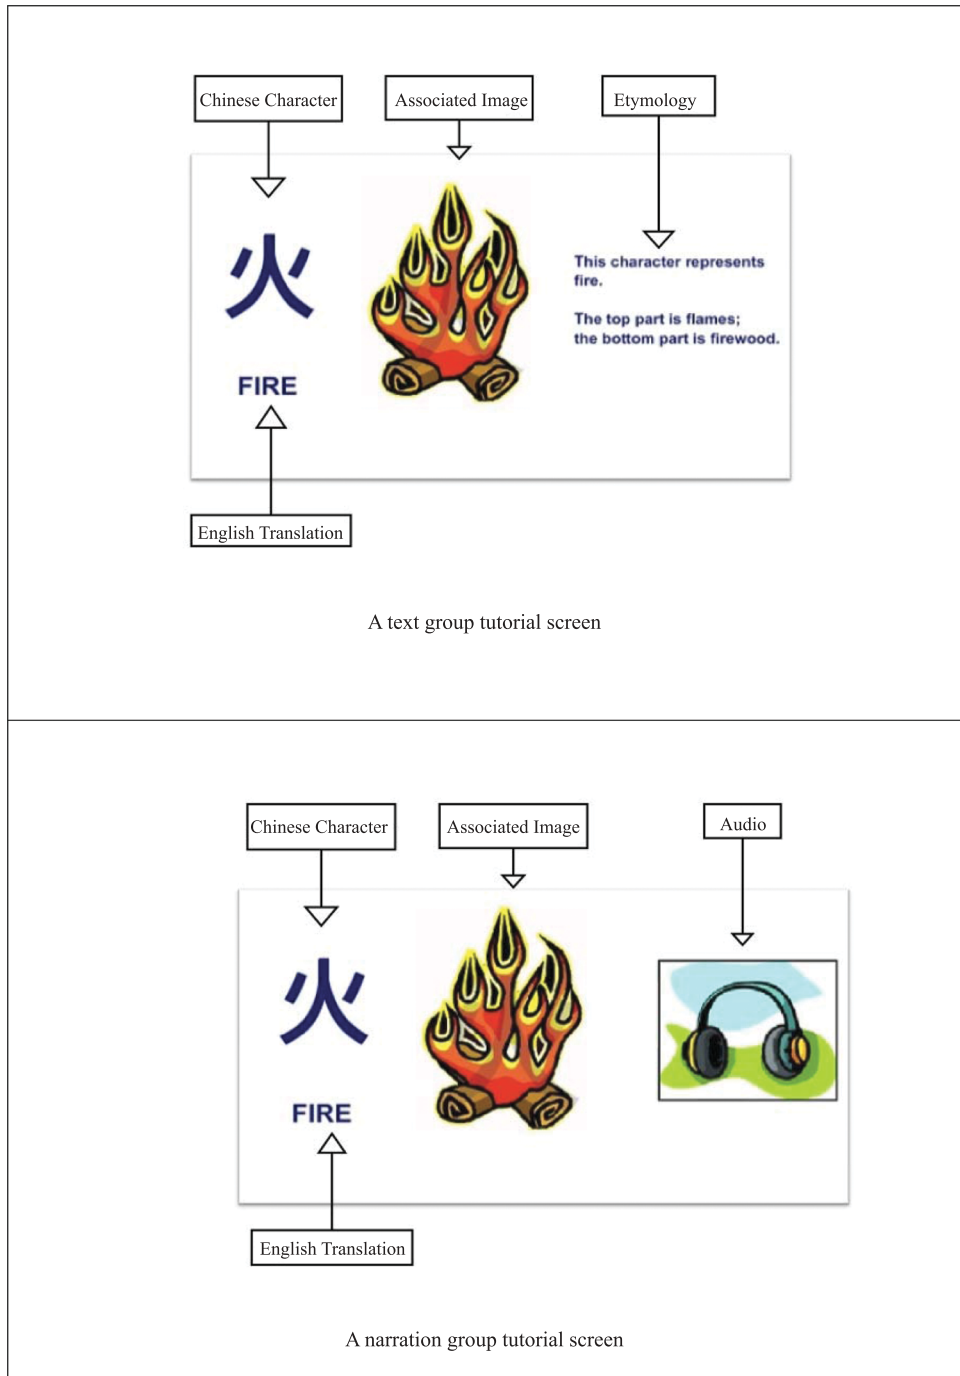 Chinese Character
Associated Image
Etymology
火
FIRE
This character represents
fire.
The top part is flames;
the bottom part is firewood.
English Translation
A text group tutorial screen
Chinese Character
Associated Image
Audio
火
FIRE
English Translation
A narration group tutorial screen